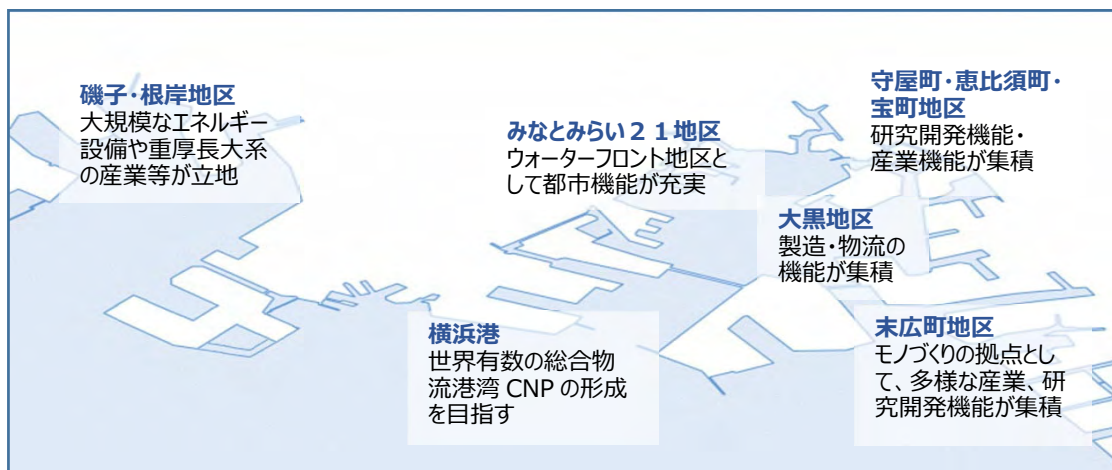 磯子・根岸地区
大規模なエネルギー
設備や重厚長大系
の産業等が立地
みなとみらい２１地区
ウォーターフロント地区と
して都市機能が充実
守屋町・恵比須町・
宝町地区
研究開発機能・
産業機能が集積
大黒地区
製造・物流の
機能が集積
横浜港
世界有数の総合物
流港湾 CNP の形成
を目指す
末広町地区
モノづくりの拠点とし
て、多様な産業、研
究開発機能が集積